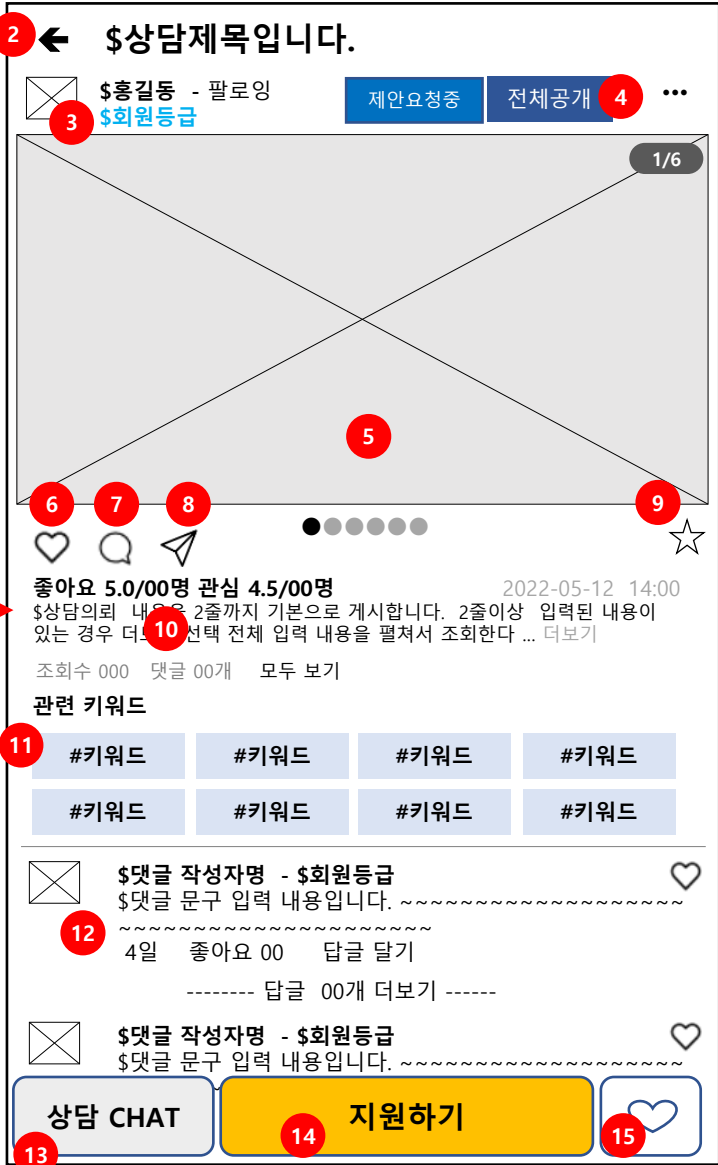 2 $상담제목입니다.
$홍길동 - 팔로잉 제안요청중 전체공개 4 •••
3 $회원등급
1/6
5
6 7 8 9
좋아요 5.0/00명 관심 4.5/00명 2022-05-12 14:00
$상담의뢰 내용은 2줄까지 기본으로 게시합니다. 2줄이상 입력된 내용이
있는 경우 선택 전체 입력 내용을 펼쳐서 조회한다 ... 더보기
10
조회수 000 댓글 00개 모두 보기
관련 키워드
11 #키워드 #키워드 #키워드 #키워드
#키워드 #키워드 #키워드 #키워드
$댓글 작성자명 - $회원등급
$댓글 문구 입력 내용입니다. ~~~~~~~~~~~~~~~~~~~
12 ~~~~~~~~~~~~~~~~~~~~~
4일 좋아요 00 답글 달기
-------- 답글 00개 더보기 ------
$댓글 작성자명 - $회원등급
$댓글 문구 입력 내용입니다. ~~~~~~~~~~~~~~~~~~~
상담 CHAT 지원하기
13 14 15